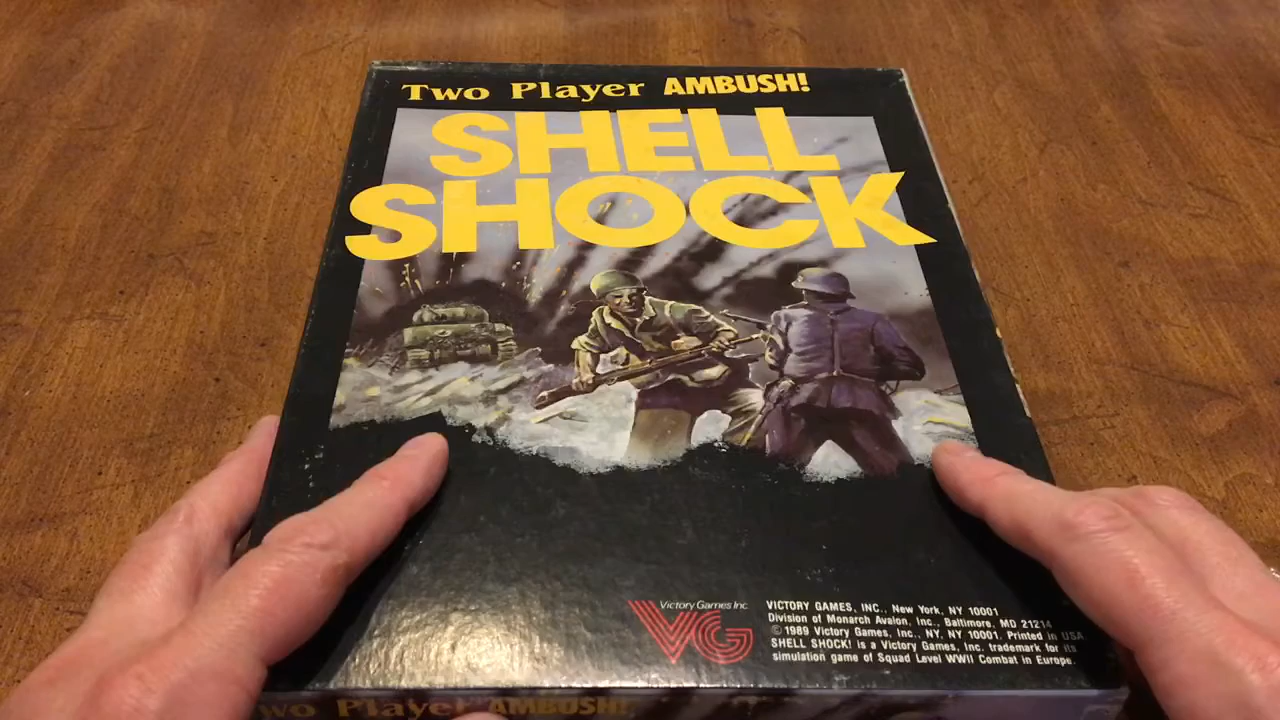 Two Player AMBUSH!
SHELL
SHOCK
Victory Games Inc.
VG
VICTORY GAMES, INC., New York, NY 10001
Division of Monarch Avalon, Inc., Baltimore, MD 21214
© 1989 Victory Games, Inc., NY, NY 10001. Printed in USA
SHELL SHOCK! is a Victory Games, Inc. trademark for its
simulation game of Squad Level WWII Combat in Europe.
Two Player AMBUSH!